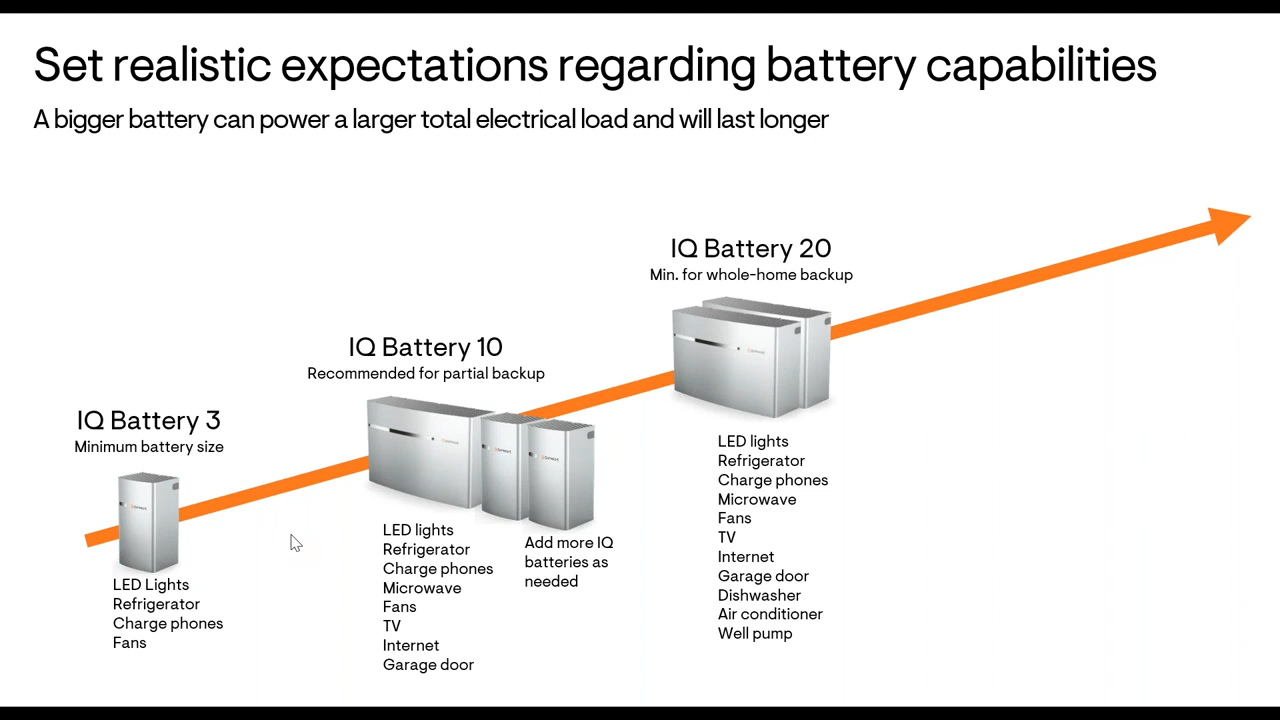 Set realistic expectations regarding battery capabilities
A bigger battery can power a larger total electrical load and will last longer
IQ Battery 3
Minimum battery size
LED Lights
Refrigerator
Charge phones
Fans
IQ Battery 10
Recommended for partial backup
LED lights
Refrigerator
Charge phones
Microwave
Fans
TV
Internet
Garage door
Add more IQ
batteries as
needed
IQ Battery 20
Min. for whole-home backup
LED lights
Refrigerator
Charge phones
Microwave
Fans
TV
Internet
Garage door
Dishwasher
Air conditioner
Well pump